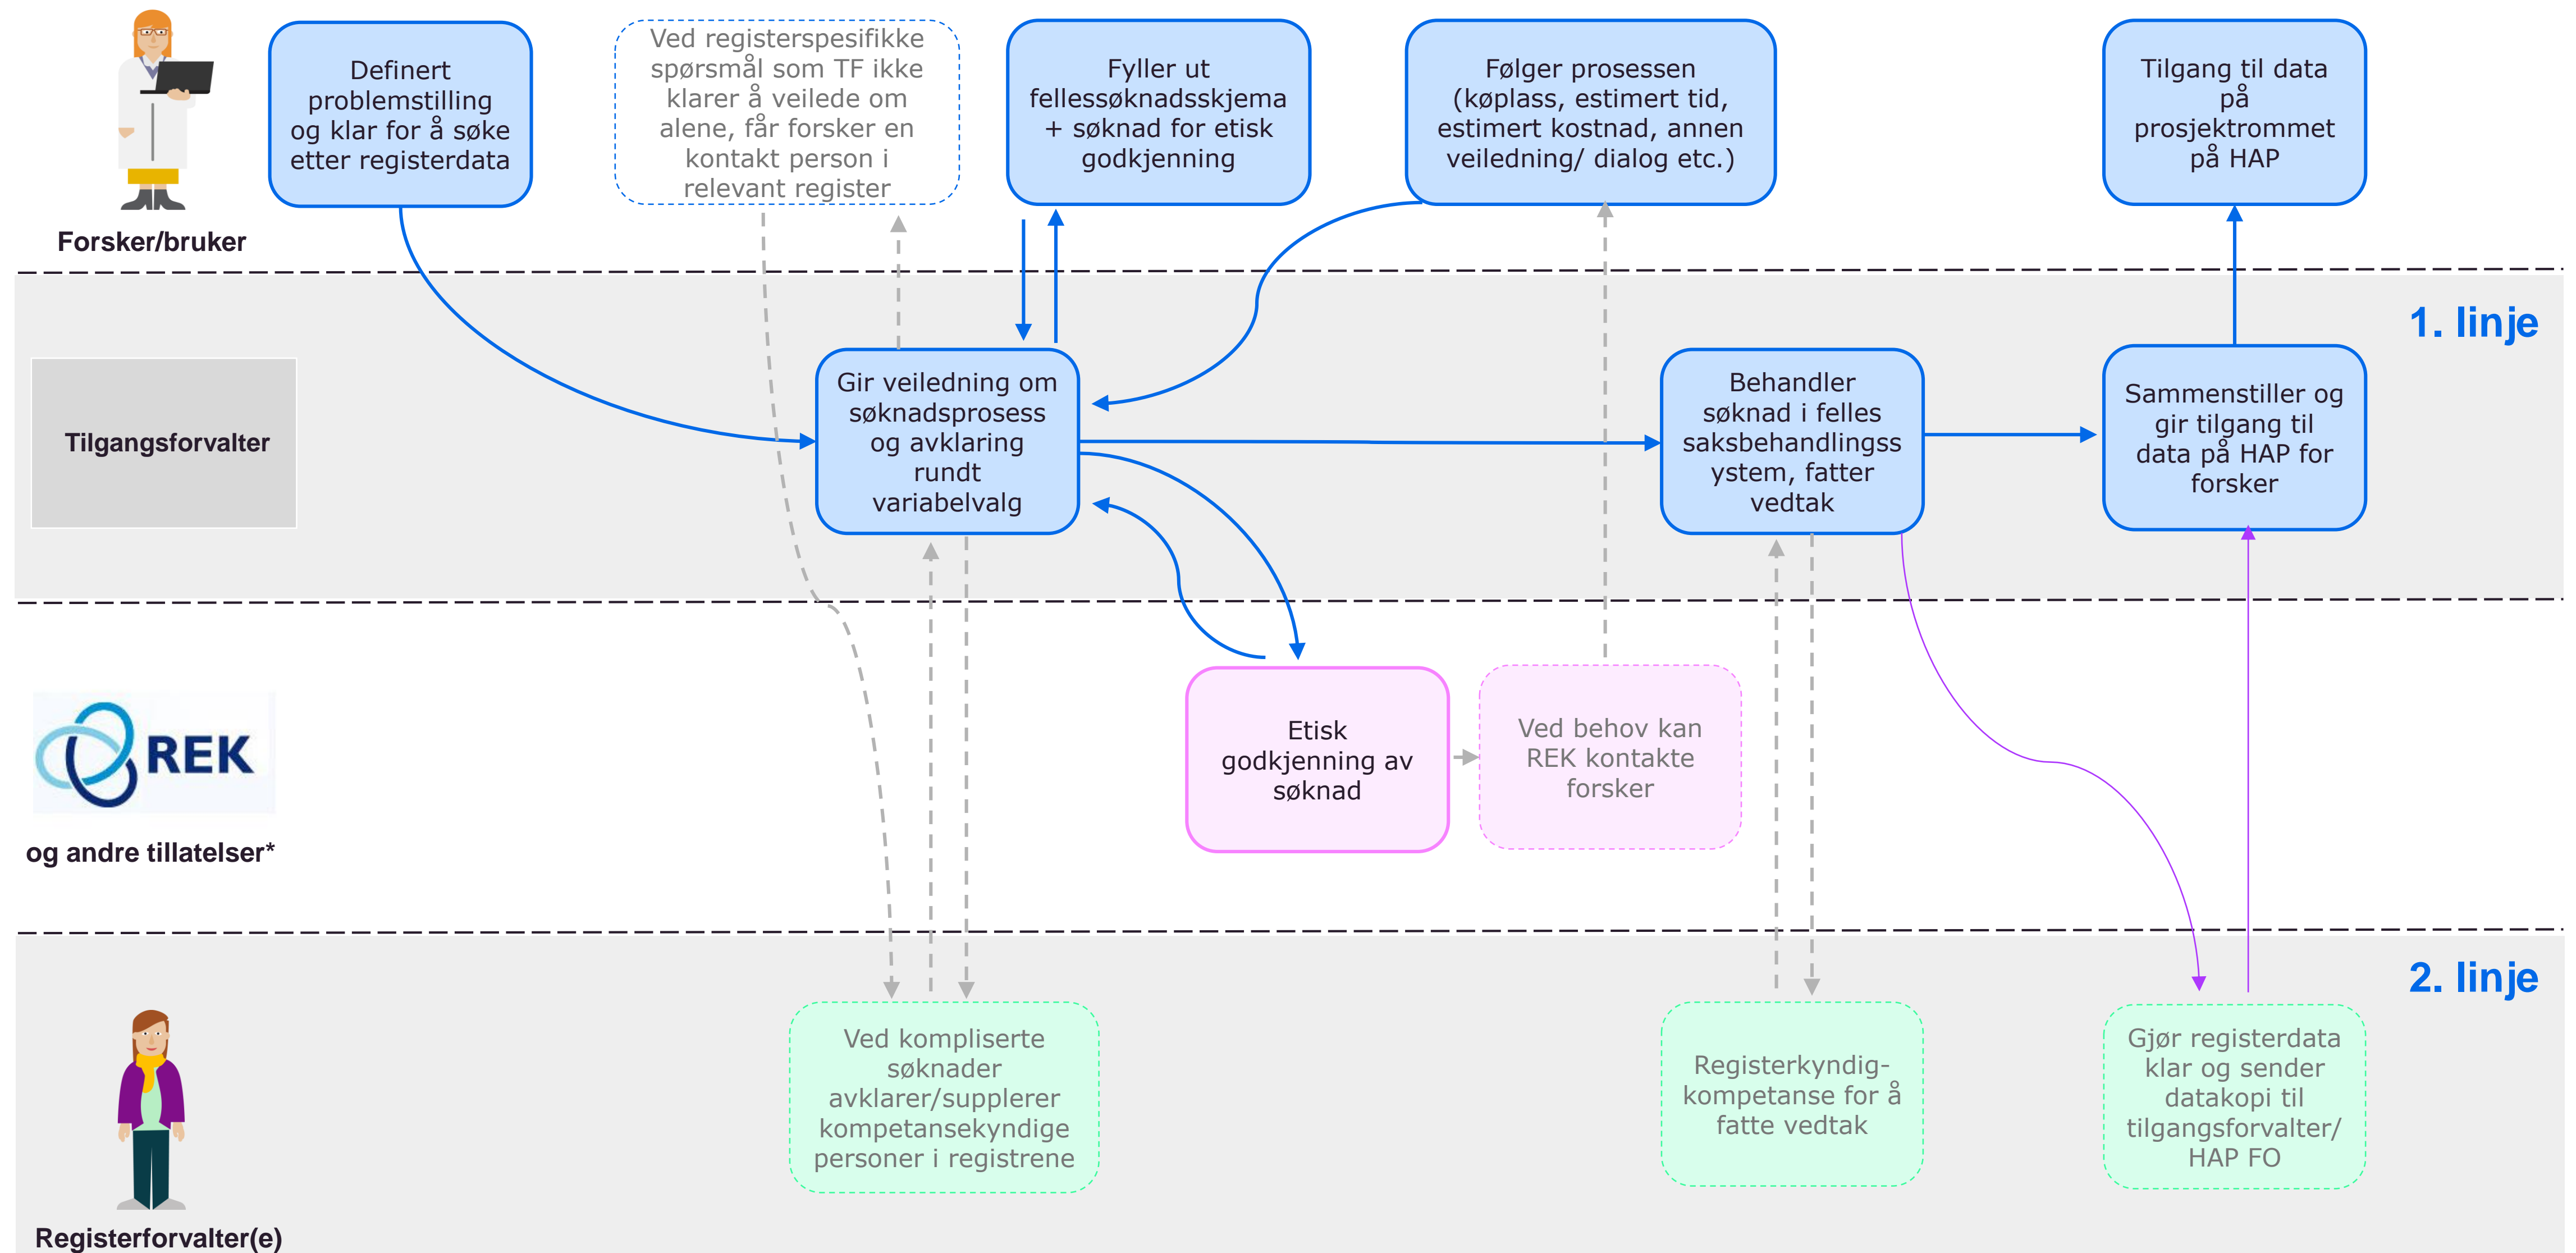 Definert
problemstilling
og klar for å søke
etter registerdata
Ved registerspesifikke
spørsmål som TF ikke
klarer å veilede om
alene, får forsker en
kontakt person i
relevant register
Fyller ut
fellessøknadsskjema
+ søknad for etisk
godkjenning
Følger prosessen
(køplass, estimert tid,
estimert kostnad, annen
veiledning/ dialog etc.)
Tilgang til data
på
prosjektrommet
på HAP
Forsker/bruker
1. linje
Tilgangsforvalter
Gir veiledning om
søknadsprosess
og avklaring
rundt
variabelvalg
Behandler
søknad i felles
saksbehandlingss
ystem, fatter
vedtak
Sammenstiller og
gir tilgang til
data på HAP for
forsker
REK
og andre tillatelser*
Etisk
godkjenning av
søknad
Ved behov kan
REK kontakte
forsker
2. linje
Registerforvalter(e)
Ved kompliserte
søknader
avklarer/supplerer
kompetansekyndige
personer i registrene
Registerkyndig-
kompetanse for å
fatte vedtak
Gjør registerdata
klar og sender
datakopi til
tilgangsforvalter/
HAP FO